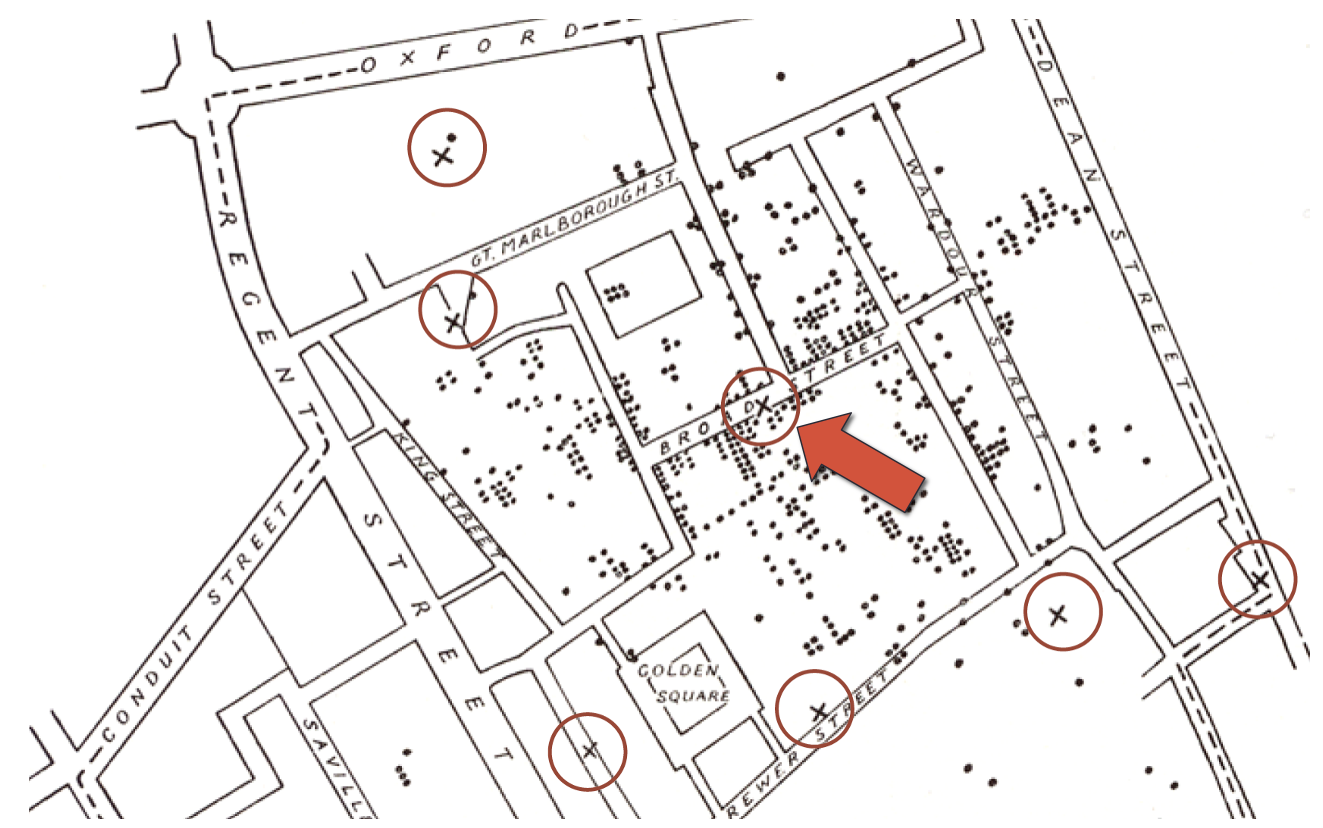 OXFORD
REGENT STREET
GT. MARLBOROUGH ST.
DEAN STREET
WARDOUR STREET
BROAD STREET
KING STREET
CONDUIT STREET
GOLDEN
SQUARE
SAVILLE
REWER STREET